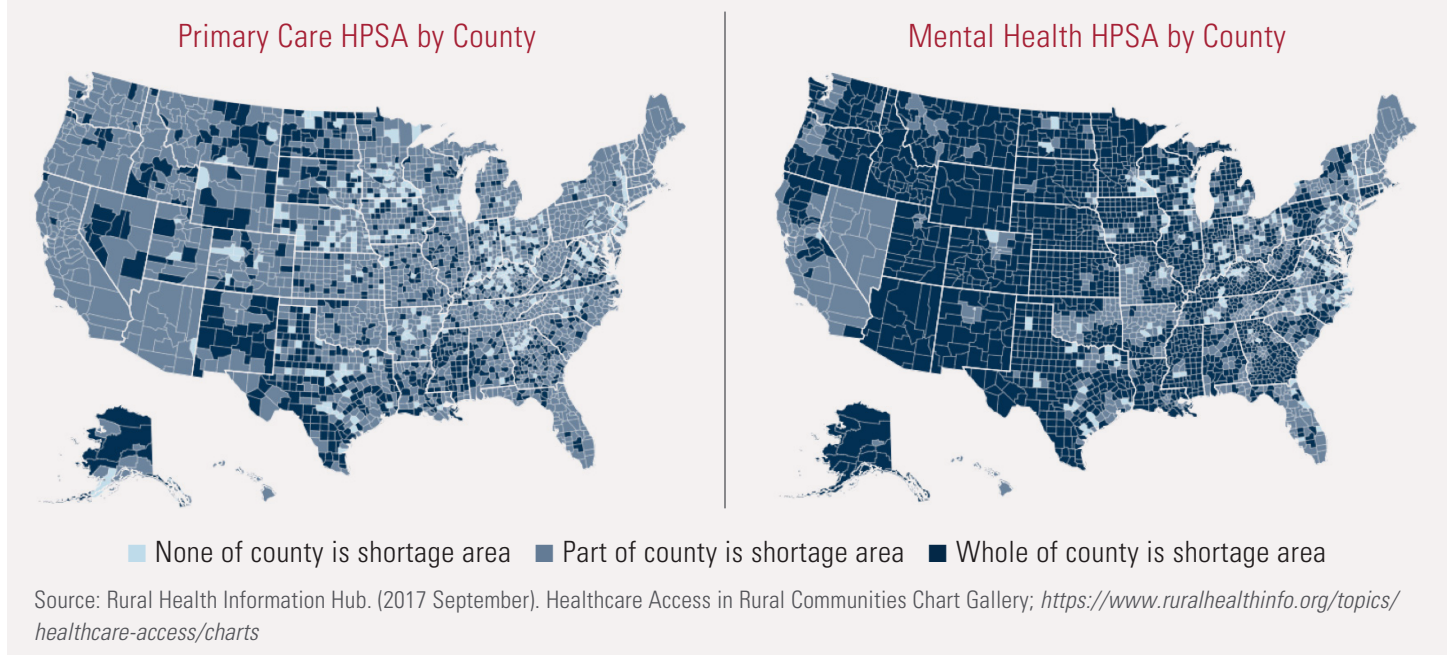 Primary Care HPSA by County
Mental Health HPSA by County
None of county is shortage area Part of county is shortage area Whole of county is shortage area
Source: Rural Health Information Hub. (2017 September). Healthcare Access in Rural Communities Chart Gallery; https://www.ruralhealthinfo.org/topics/
healthcare-access/charts